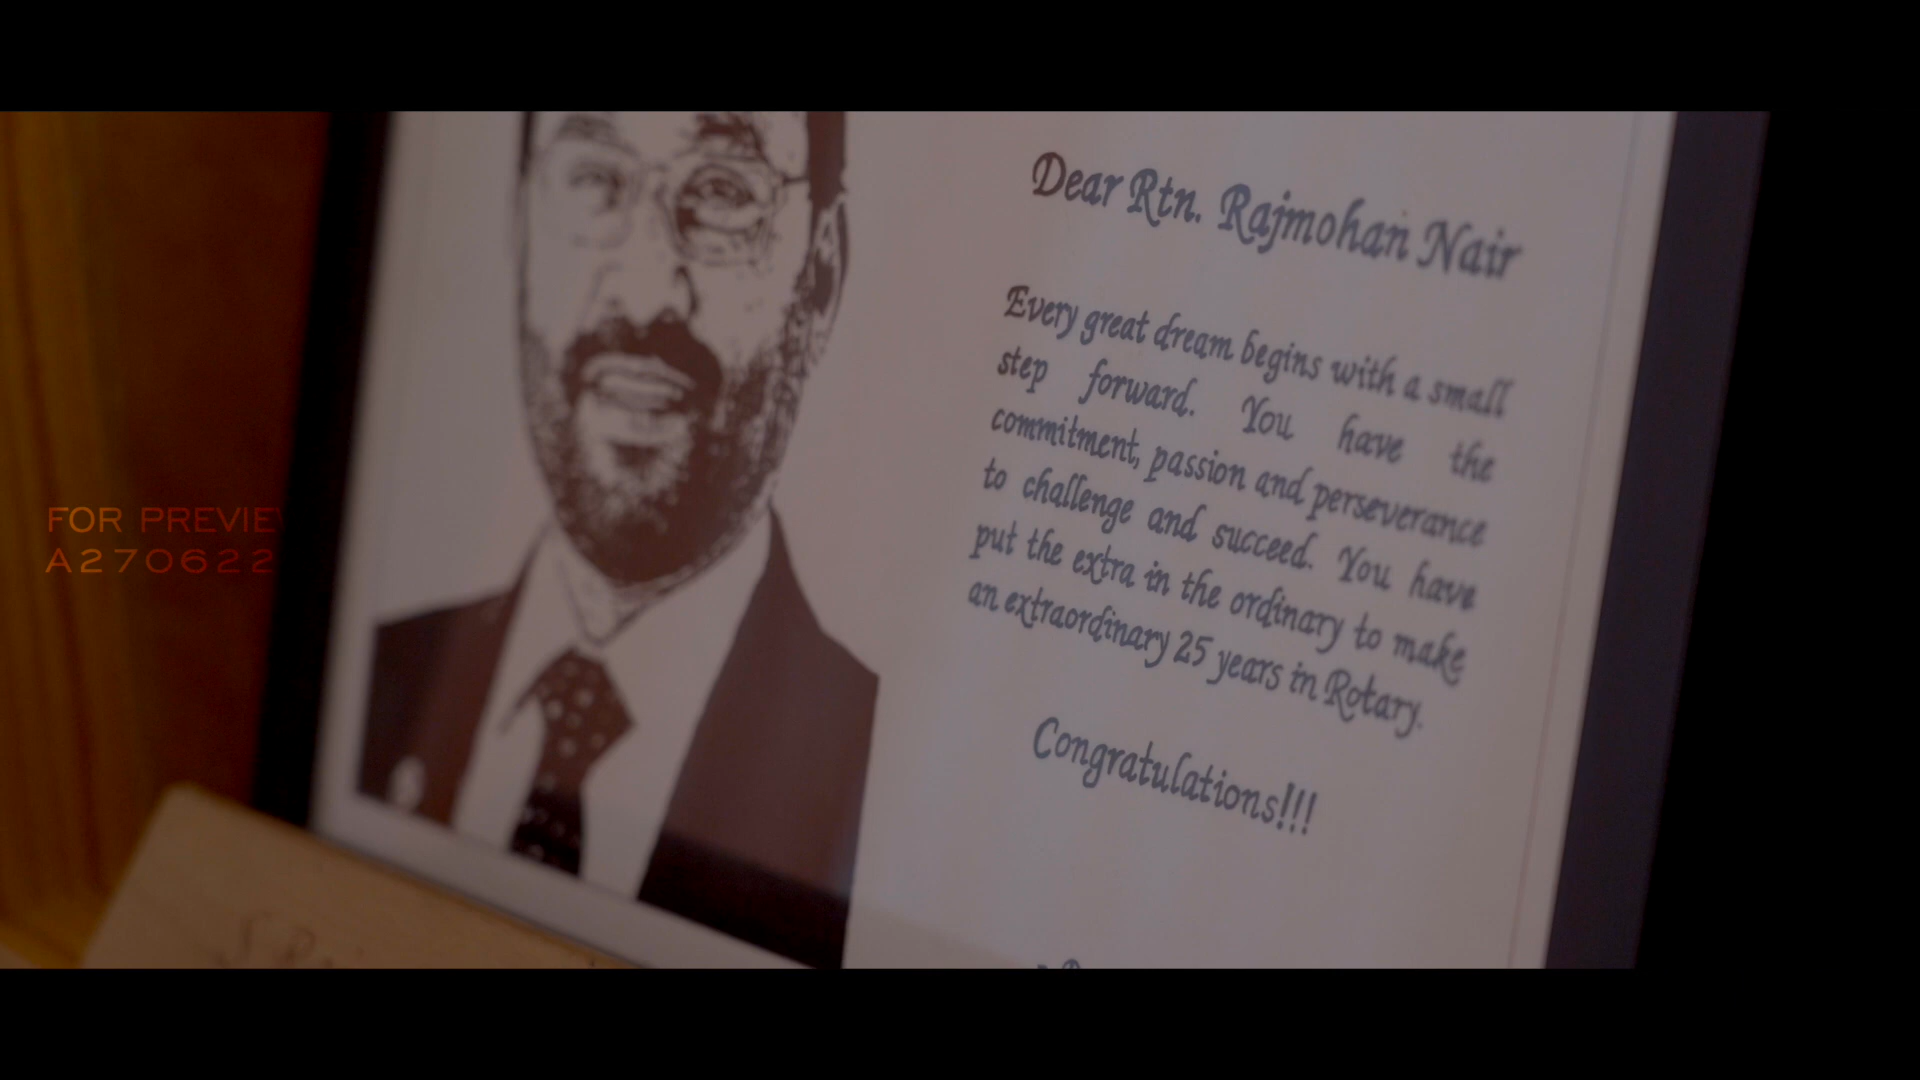 Dear Rtn. Rajmohan Nair
Every great dream begins with a small
step forward. You have the
commitment, passion and perseverance
to challenge and succeed. You have
put the extra in the ordinary to make
an extraordinary 25 years in Rotary.
Congratulations!!!
FOR
A270622